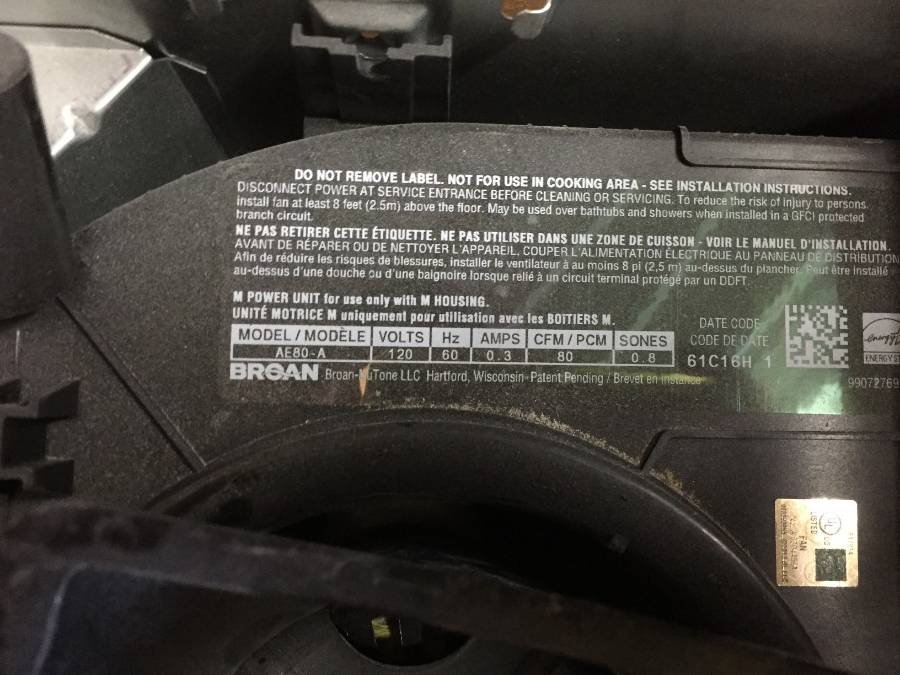 DO NOT REMOVE LABEL. NOT FOR USE IN COOKING AREA - SEE INSTALLATION INSTRUCTIONS.
DISCONNECT POWER AT SERVICE ENTRANCE BEFORE CLEANING OR SERVICING. To reduce the risk of injury to persons,
install fan at least 8 feet (2.5m) above the floor. May be used over bathtubs and showers when installed in a GFCI protected
branch circuit.
NE PAS RETIRER CETTE ÉTIQUETTE. NE PAS UTILISER DANS UNE ZONE DE CUISSON - VOIR LE MANUEL D'INSTALLATION.
AVANT DE RÉPARER OU DE NETTOYER L'APPAREIL, COUPER L'ALIMENTATION ÉLECTRIQUE AU PANNEAU DE DISTRIBUTION
Afin de réduire les risques de blessures, installer le ventilateur à au moins 8 pi (2,5 m) au-dessus du plancher. Peut être installé
au-dessus d'une douche ou d'une baignoire lorsque relié à un circuit terminal protégé par un DDFT.
M POWER UNIT for use only with M HOUSING.
UNITÉ MOTRICE M uniquement pour utilisation avec les BOITIERS M.
MODEL / MODÈLE VOLTS Hz AMPS CFM / PCM SONES
AE80-A 120 60 0.3 80 0.8
BROAN Broan-NuTone LLC Hartford, Wisconsin Patent Pending / Brevet en instance
DATE CODE
CODE DE DATE
61C16H 1
energy
ENERGY ST
99072769
LISTED
FAN
UL
US